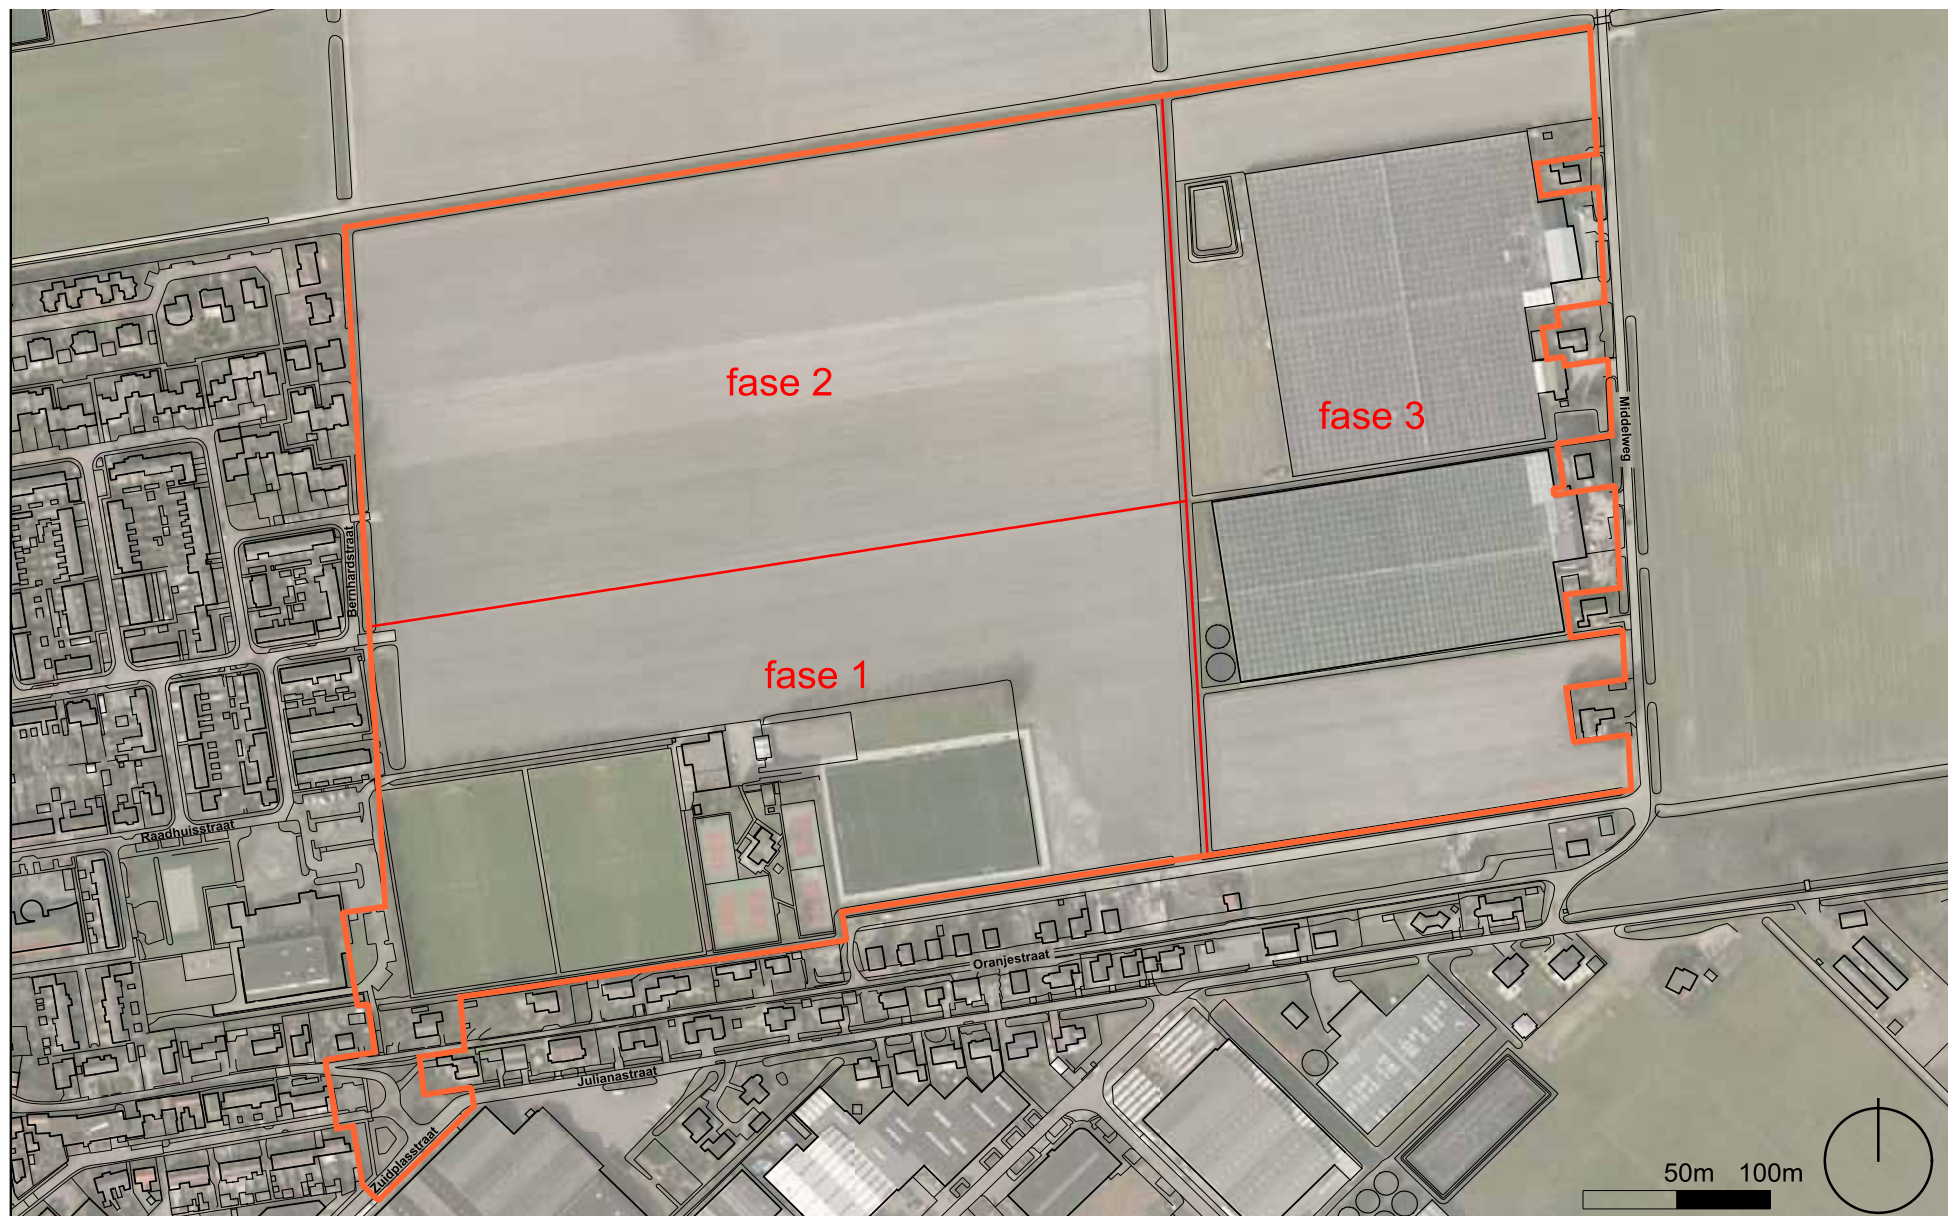 fase 2
fase 3
Middelweg
Bernhardstraat
fase 1
Raadhuisstraat
Oranjestraat
Julianastraat
Zuidplasstraat
50m 100m